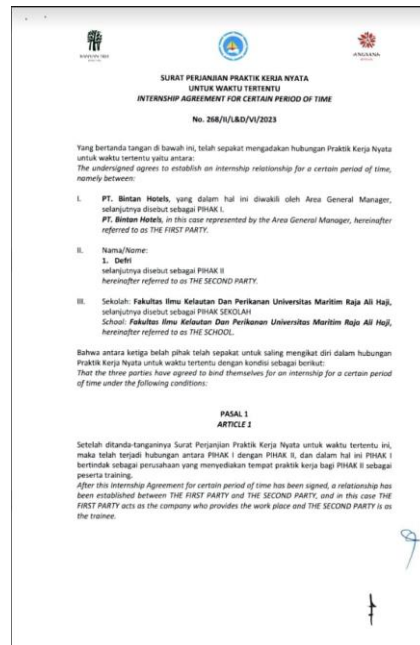 BANYAN TREE
ANGSANA
SURAT PERJANJIAN PRAKTIK KERJA NYATA
UNTUK WAKTU TERTENTU
INTERNSHIP AGREEMENT FOR CERTAIN PERIOD OF TIME
No. 268/II/L&D/VI/2023
Yang bertanda tangan di bawah ini, telah sepakat mengadakan hubungan Praktik Kerja Nyata
untuk waktu tertentu yaitu antara:
The undersigned agrees to establish an internship relationship for a certain period of time,
namely between:
I. PT. Bintan Hotels, yang dalam hal ini diwakili oleh Area General Manager,
selanjutnya disebut sebagai PIHAK I.
PT. Bintan Hotels, in this case represented by the Area General Manager, hereinafter
referred to as THE FIRST PARTY.
II. Nama/Name:
1. Defri
selanjutnya disebut sebagai PIHAK II
hereinafter referred to as THE SECOND PARTY.
III. Sekolah: Fakultas Ilmu Kelautan Dan Perikanan Universitas Maritim Raja Ali Haji,
selanjutnya disebut sebagai PIHAK SEKOLAH
School: Fakultas Ilmu Kelautan Dan Perikanan Universitas Maritim Raja Ali Haji,
hereinafter referred to as THE SCHOOL.
Bahwa antara ketiga belah pihak telah sepakat untuk saling mengikat diri dalam hubungan
Praktik Kerja Nyata untuk waktu tertentu dengan kondisi sebagai berikut:
That the three parties have agreed to bind themselves for an internship for a certain period
of time under the following conditions:
PASAL 1
ARTICLE 1
Setelah ditanda-tanganinya Surat Perjanjian Praktik Kerja Nyata untuk waktu tertentu ini,
maka telah terjadi hubungan antara PIHAK I dengan PIHAK II, dan dalam hal ini PIHAK I
bertindak sebagai perusahaan yang menyediakan tempat praktik kerja bagi PIHAK II sebagai
peserta training.
After this Internship Agreement for certain period of time has been signed, a relationship has
been established between THE FIRST PARTY and THE SECOND PARTY, and in this case THE
FIRST PARTY acts as the company who provides the work place and THE SECOND PARTY is as
the trainee.